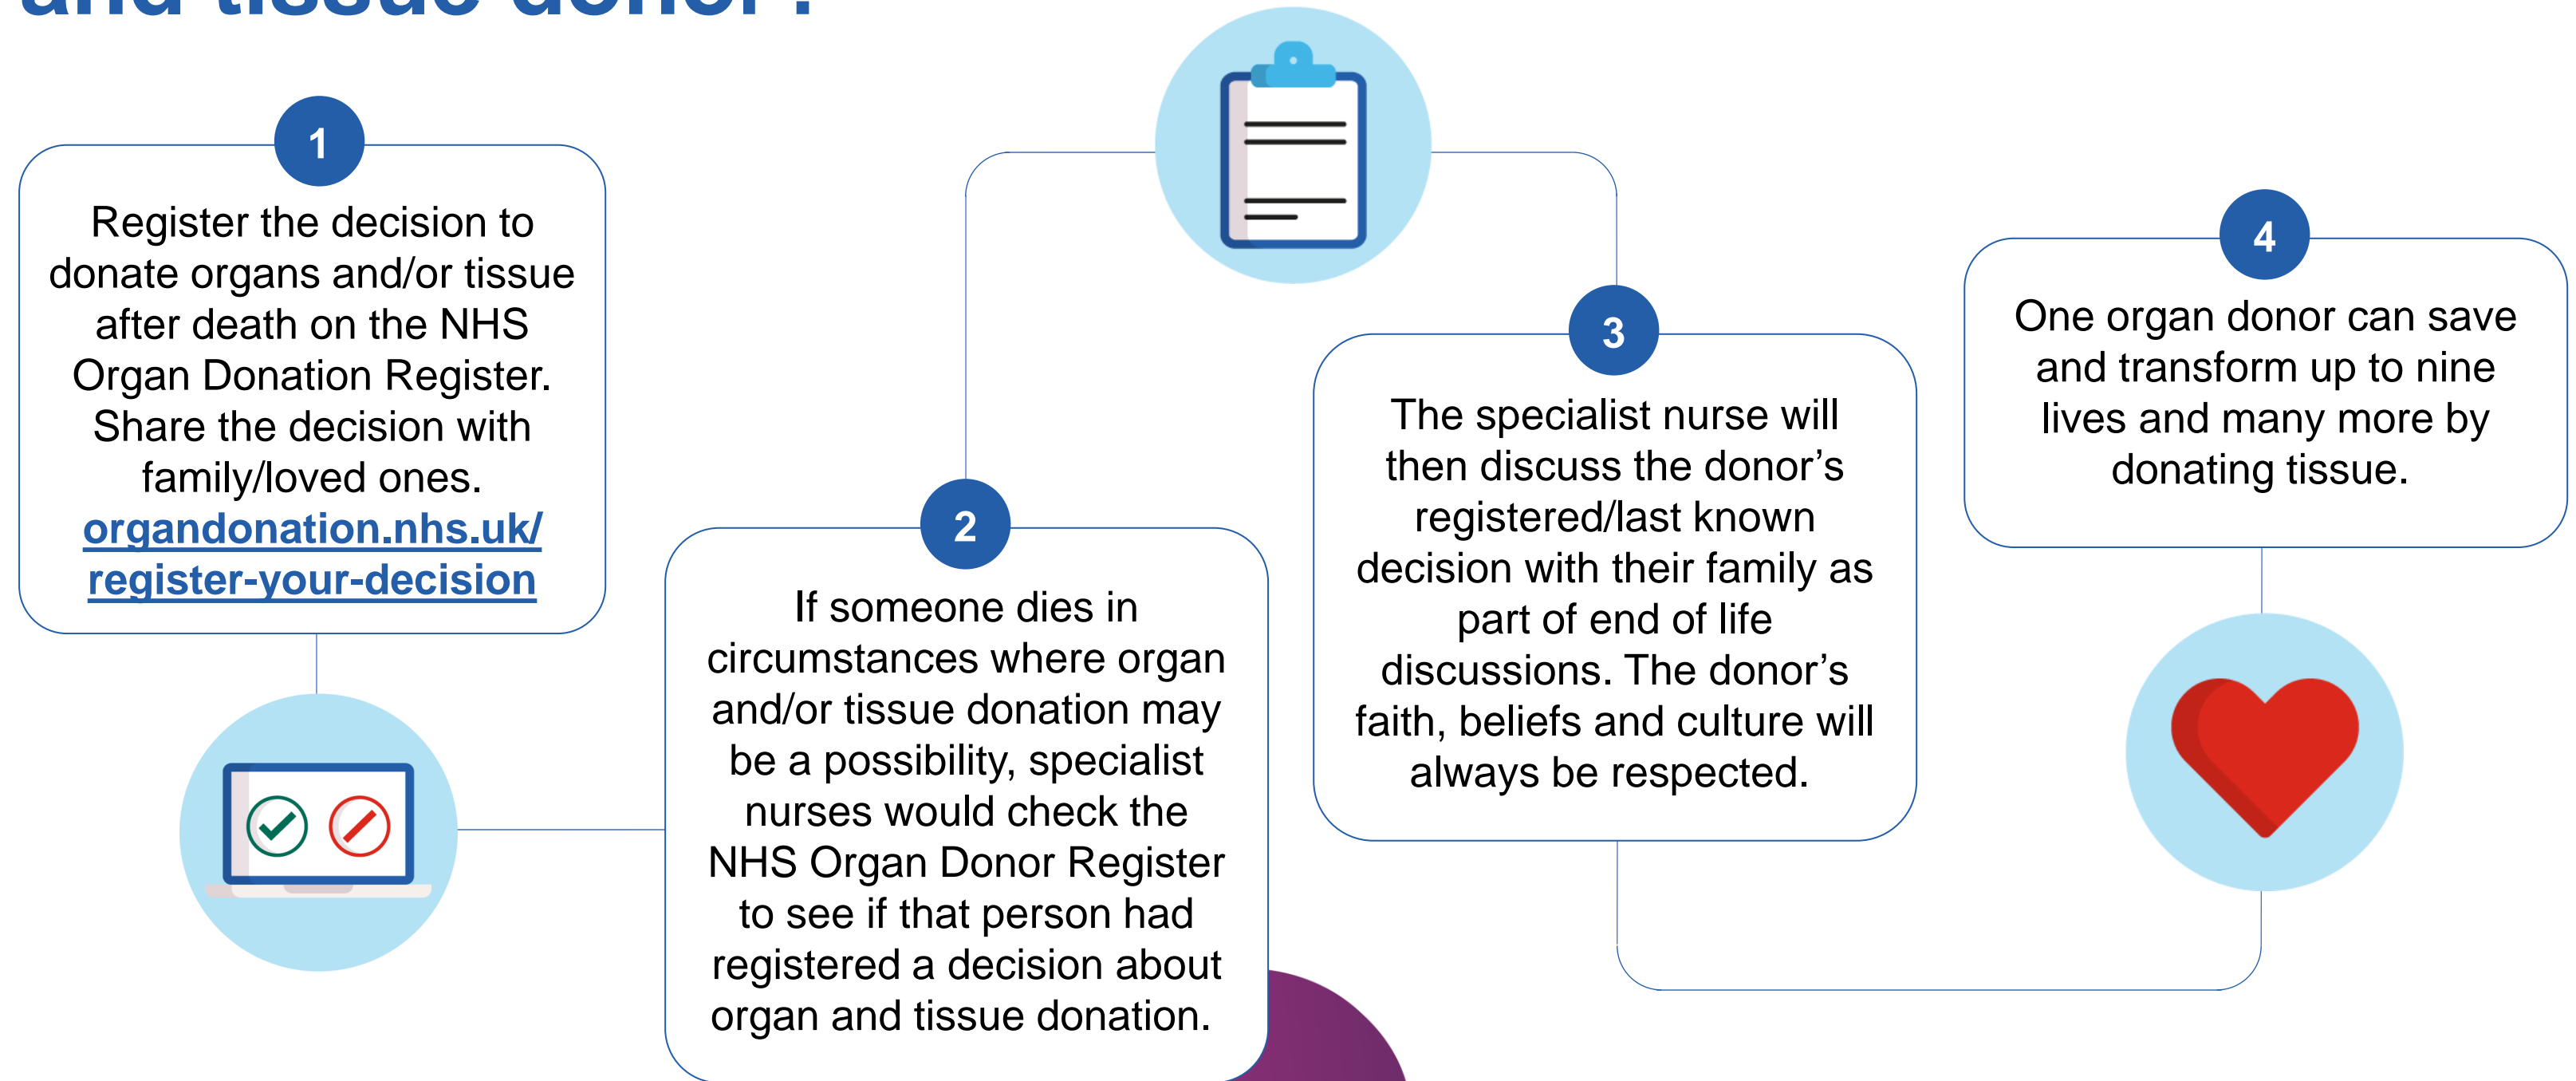 and tissue donor?
1
Register the decision to
donate organs and/or tissue
after death on the NHS
Organ Donation Register.
Share the decision with
family/loved ones.
organdonation.nhs.uk/
register-your-decision
2
If someone dies in
circumstances where organ
and/or tissue donation may
be a possibility, specialist
nurses would check the
NHS Organ Donor Register
to see if that person had
registered a decision about
organ and tissue donation.
3
The specialist nurse will
then discuss the donor’s
registered/last known
decision with their family as
part of end of life
discussions. The donor’s
faith, beliefs and culture will
always be respected.
4
One organ donor can save
and transform up to nine
lives and many more by
donating tissue.